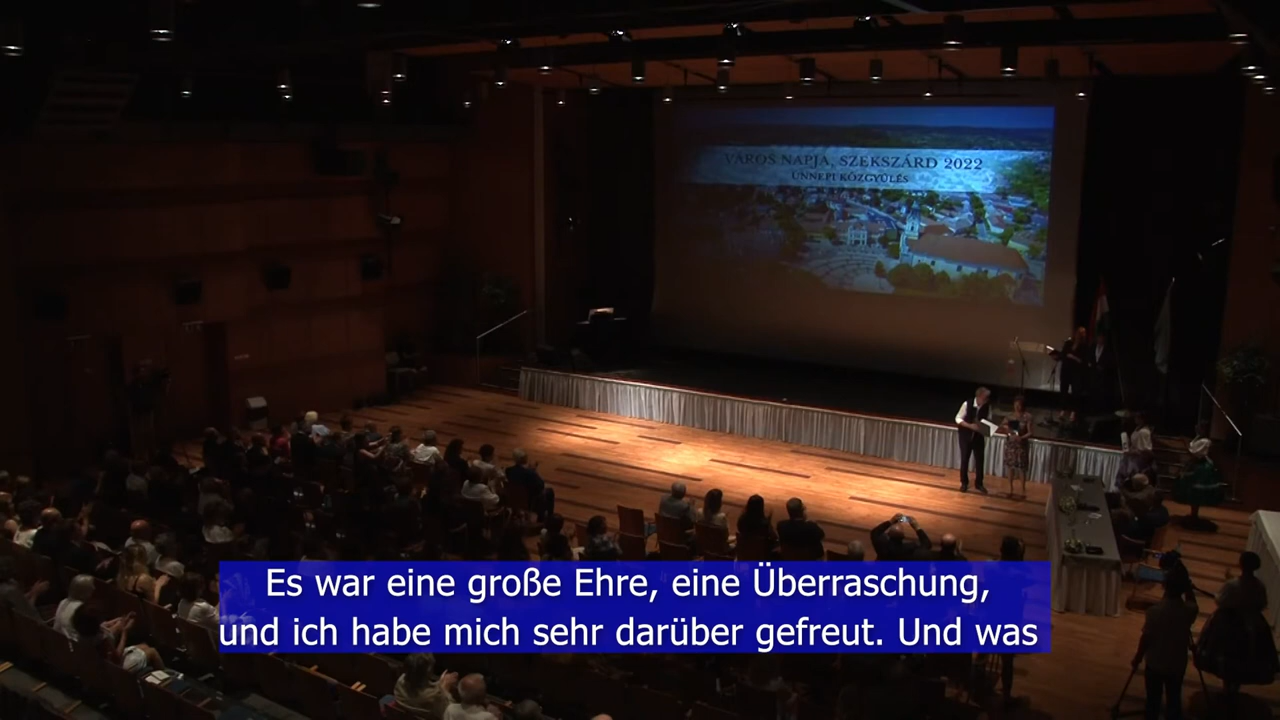 VÁROS NAPJA, SZEKSZÁRD 2022
ÜNNEPI KÖZGYŰLÉS
Es war eine große Ehre, eine Überraschung,
und ich habe mich sehr darüber gefreut. Und was